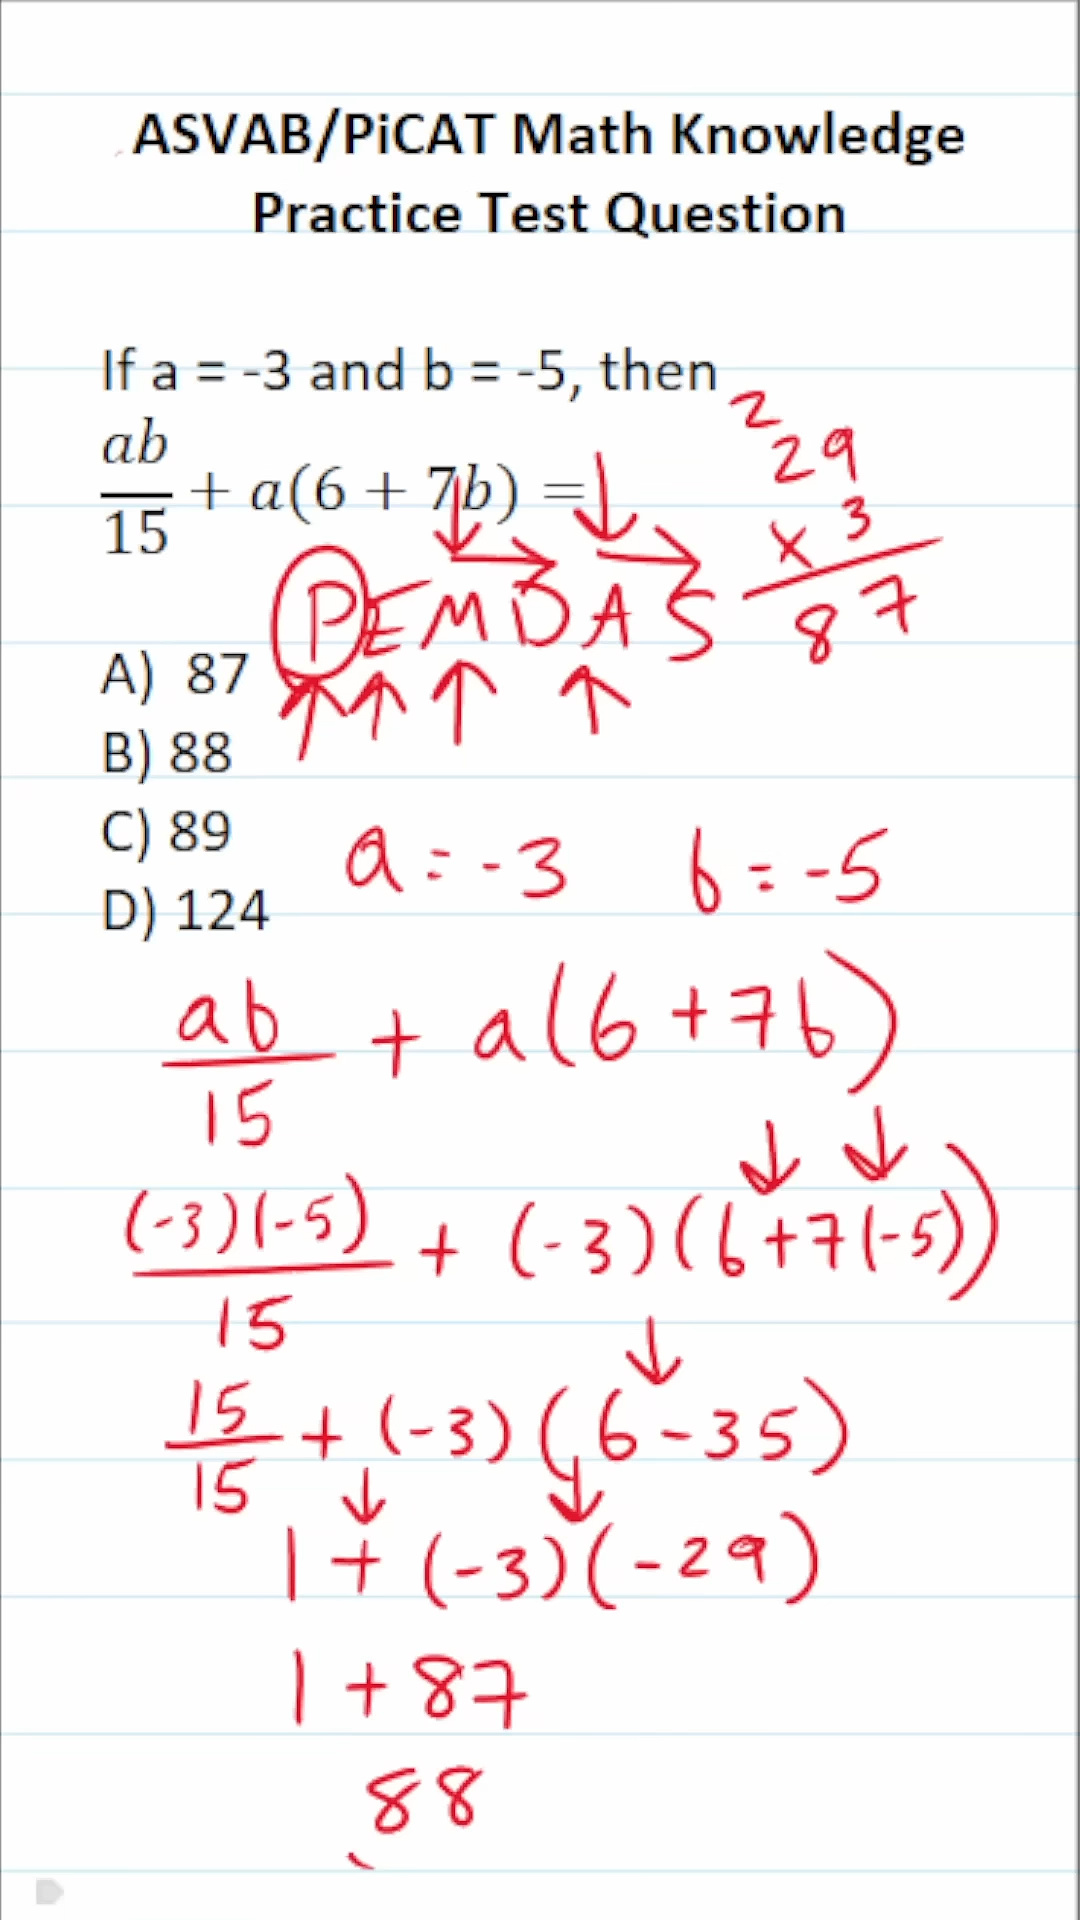 ASVAB/PiCAT Math Knowledge
Practice Test Question
If a = -3 and b = -5, then
ab
15
+ a(6 + 7b) =
2
29
x 3
87
PEMDAS
A) 87
B) 88
C) 89
D) 124
a = -3 b = -5
ab
15
+ a(6 + 7b)
(-3)(-5)
15
+ (-3)(6+7(-5))
15
15
+ (-3)(6-35)
1 + (-3)(-29)
1 + 87
88